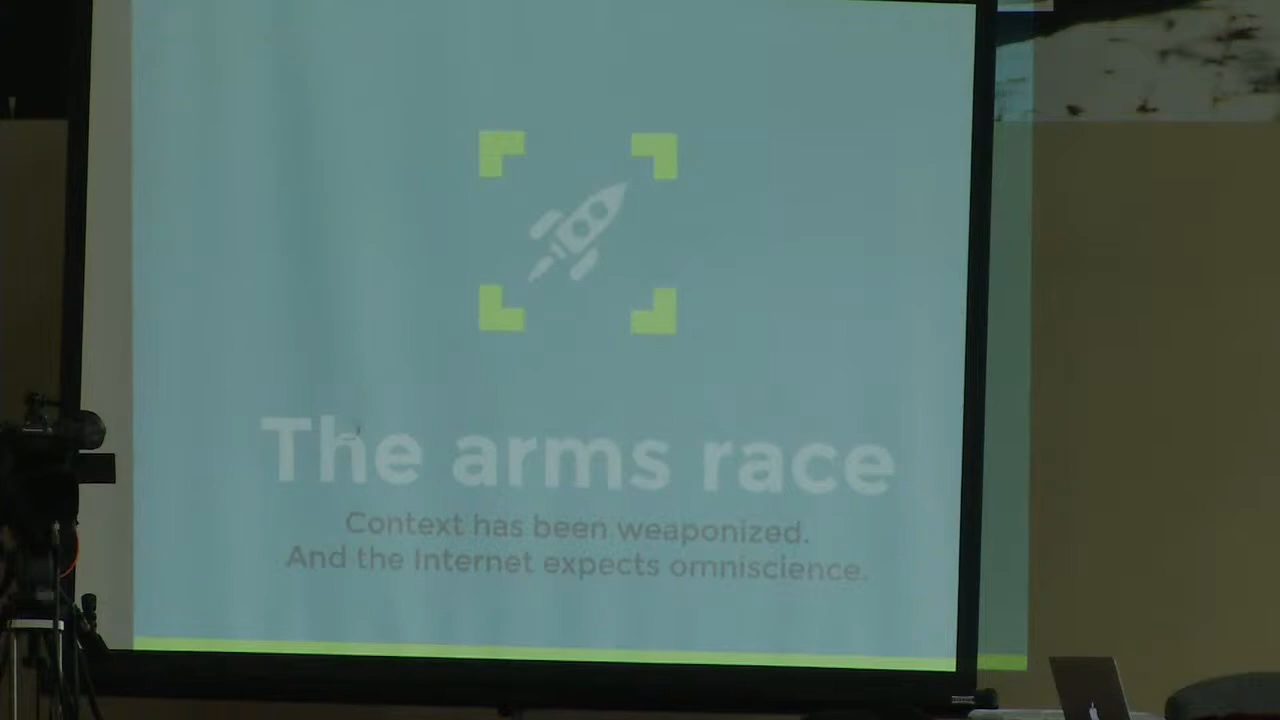 The arms race
Context has been weaponized.
And the Internet expects omniscience.